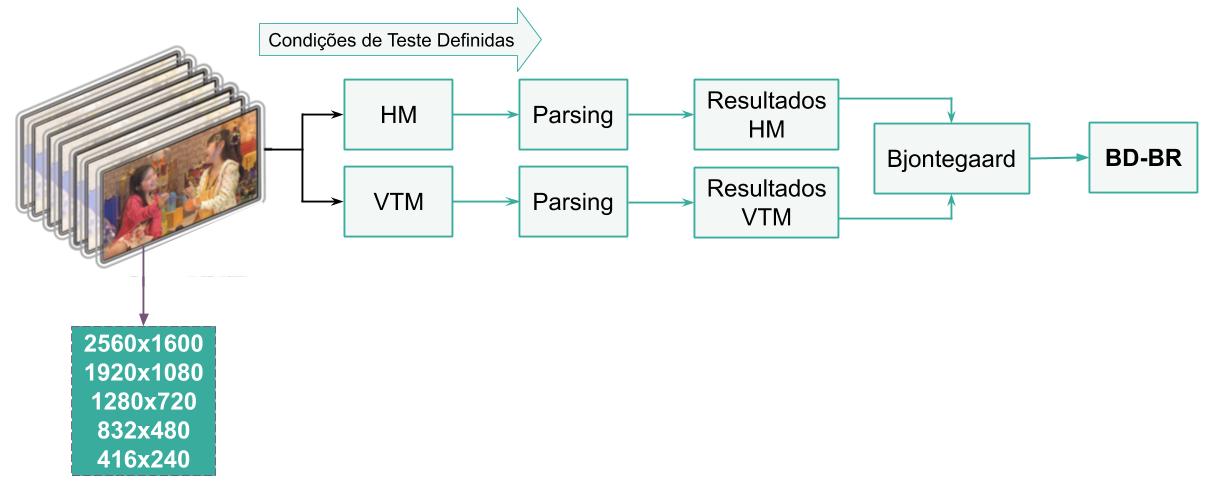 Condições de Teste Definidas
HM
Parsing
Resultados
HM
VTM
Parsing
Resultados
VTM
Bjontegaard
BD-BR
2560x1600
1920x1080
1280x720
832x480
416x240